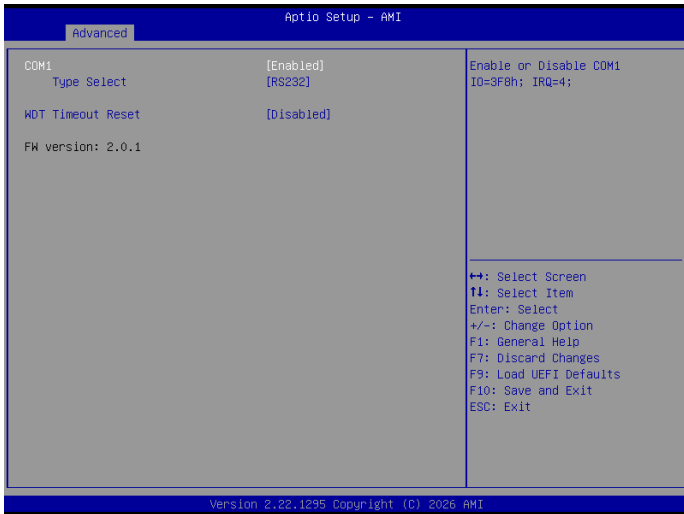 Aptio Setup – AMI
Advanced
COM1 [Enabled]
Type Select [RS232]
WDT Timeout Reset [Disabled]
FW version: 2.0.1
Enable or Disable COM1
IO=3F8h; IRQ=4;
↔: Select Screen
↑↓: Select Item
Enter: Select
+/-: Change Option
F1: General Help
F7: Discard Changes
F9: Load UEFI Defaults
F10: Save and Exit
ESC: Exit
Version 2.22.1295 Copyright (C) 2026 AMI